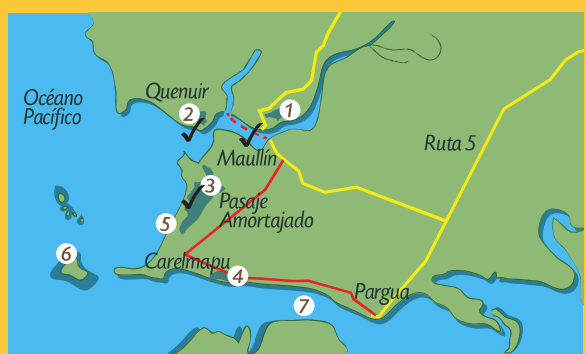 Océano
Pacífico
Quenuir
2
1
Maullín
Ruta 5
3
Pasaje
Amortajado
5
6
Carelmapu
4
7
Pargua